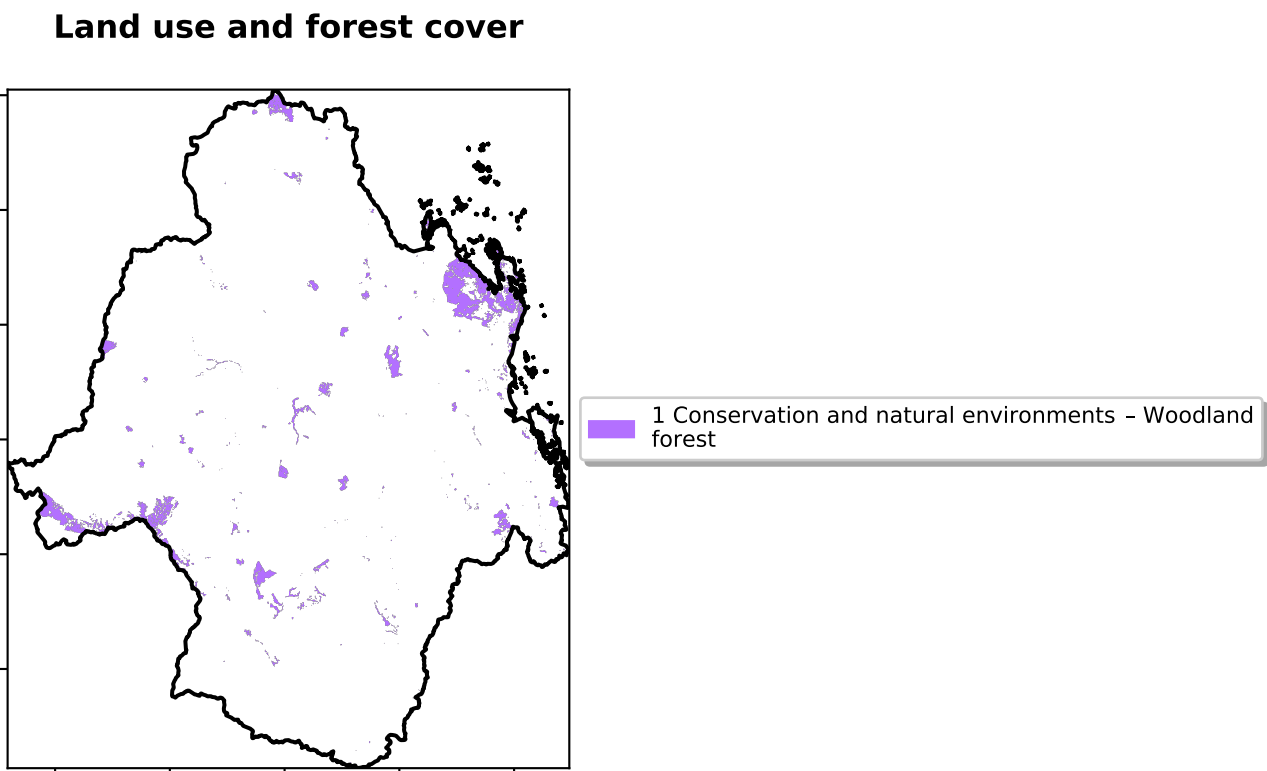 Land use and forest cover
1 Conservation and natural environments – Woodland
forest